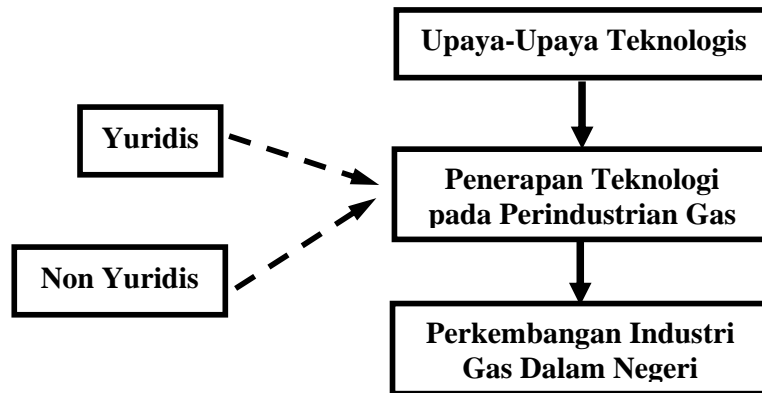 Upaya-Upaya Teknologis
Yuridis
Penerapan Teknologi
pada Perindustrian Gas
Non Yuridis
Perkembangan Industri
Gas Dalam Negeri